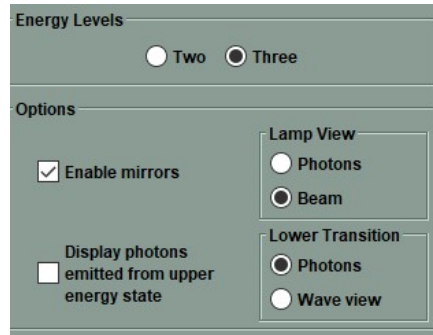 Energy Levels
Two
Three
Options
Enable mirrors
Lamp View
Photons
Beam
Display photons
emitted from upper
energy state
Lower Transition
Photons
Wave view